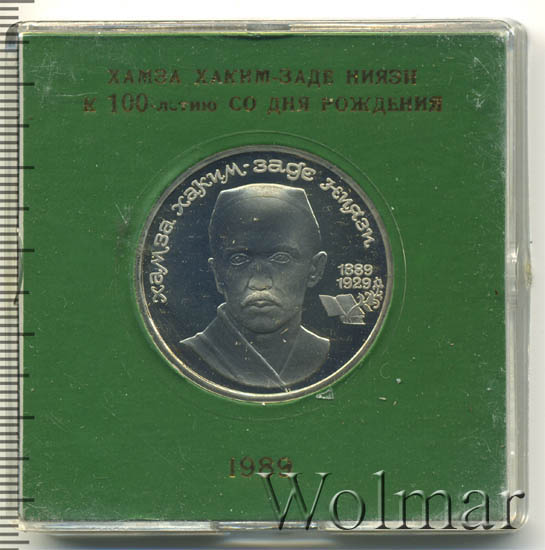 ХАМЗА ХАКИМ-ЗАДЕ НИЯЗИ
К 100-летию СО ДНЯ РОЖДЕНИЯ
хамза хаким-заде ниязи
1889
1929
1989
Wolmar